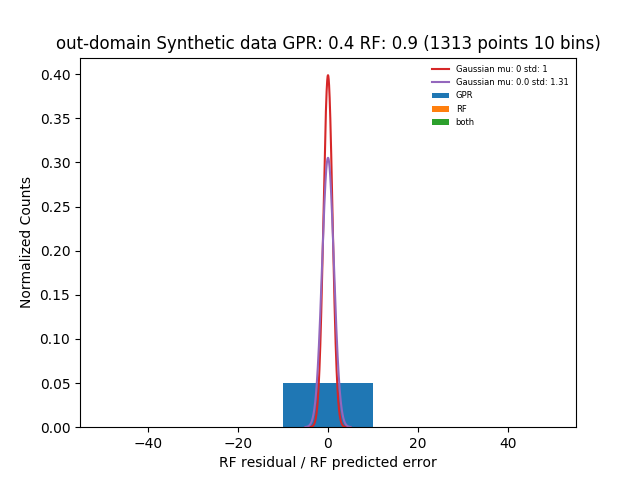 out-domain Synthetic data GPR: 0.4 RF: 0.9 (1313 points 10 bins)
Gaussian mu: 0 std: 1
Gaussian mu: 0.0 std: 1.31
GPR
RF
both
Normalized Counts
0.40
0.35
0.30
0.25
0.20
0.15
0.10
0.05
0.00
−40
−20
0
20
40
RF residual / RF predicted error